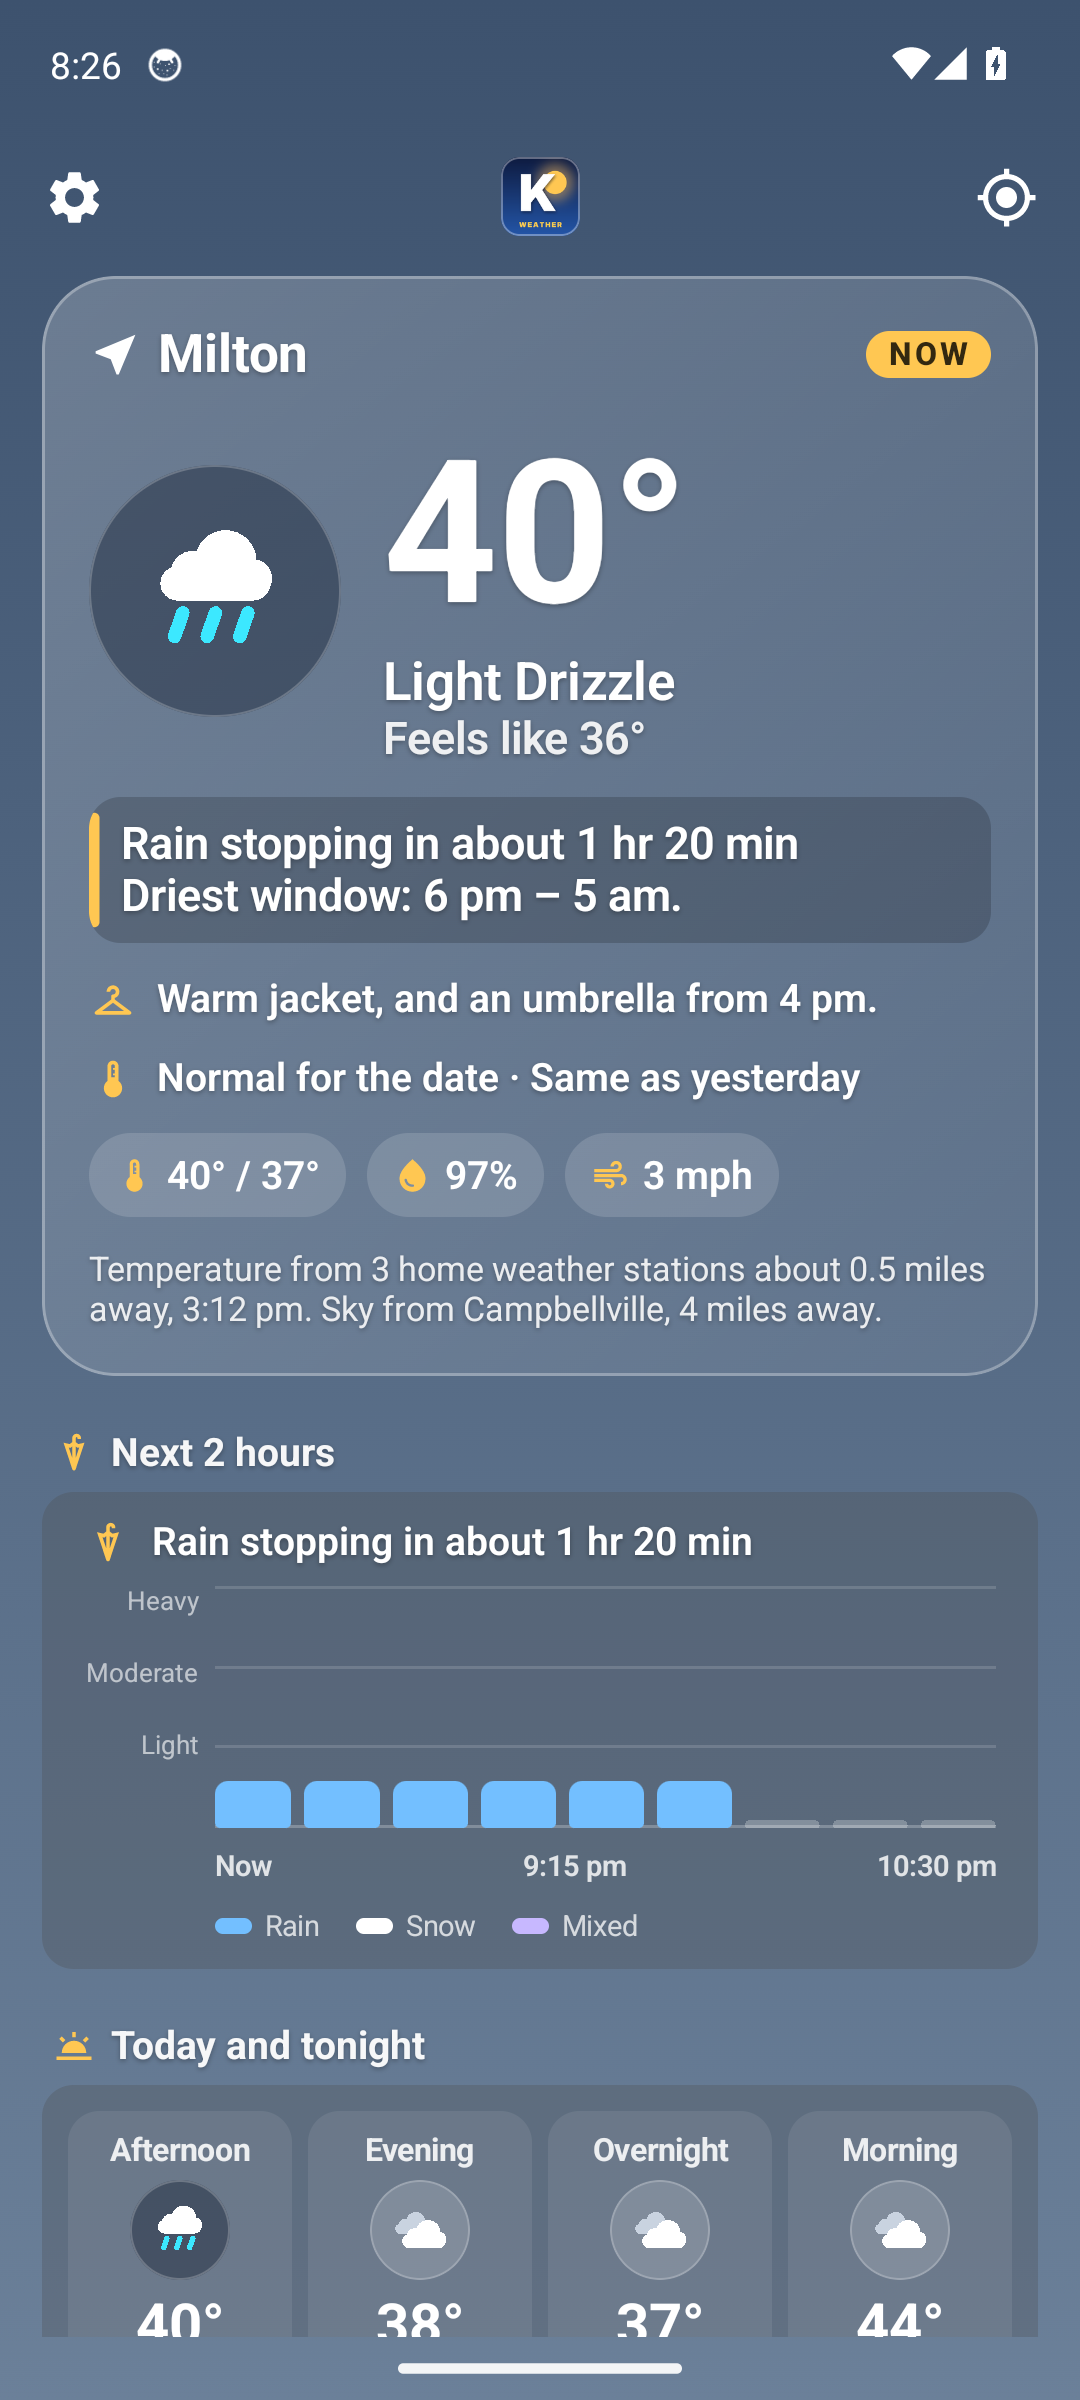 8:26
K
WEATHER
Milton
NOW
40°
Light Drizzle
Feels like 36°
Rain stopping in about 1 hr 20 min
Driest window: 6 pm – 5 am.
Warm jacket, and an umbrella from 4 pm.
Normal for the date · Same as yesterday
40° / 37°
97%
3 mph
Temperature from 3 home weather stations about 0.5 miles
away, 3:12 pm. Sky from Campbellville, 4 miles away.
Next 2 hours
Rain stopping in about 1 hr 20 min
Heavy
Moderate
Light
Now 9:15 pm 10:30 pm
Rain Snow Mixed
Today and tonight
Afternoon Evening Overnight Morning
40° 38° 37° 44°